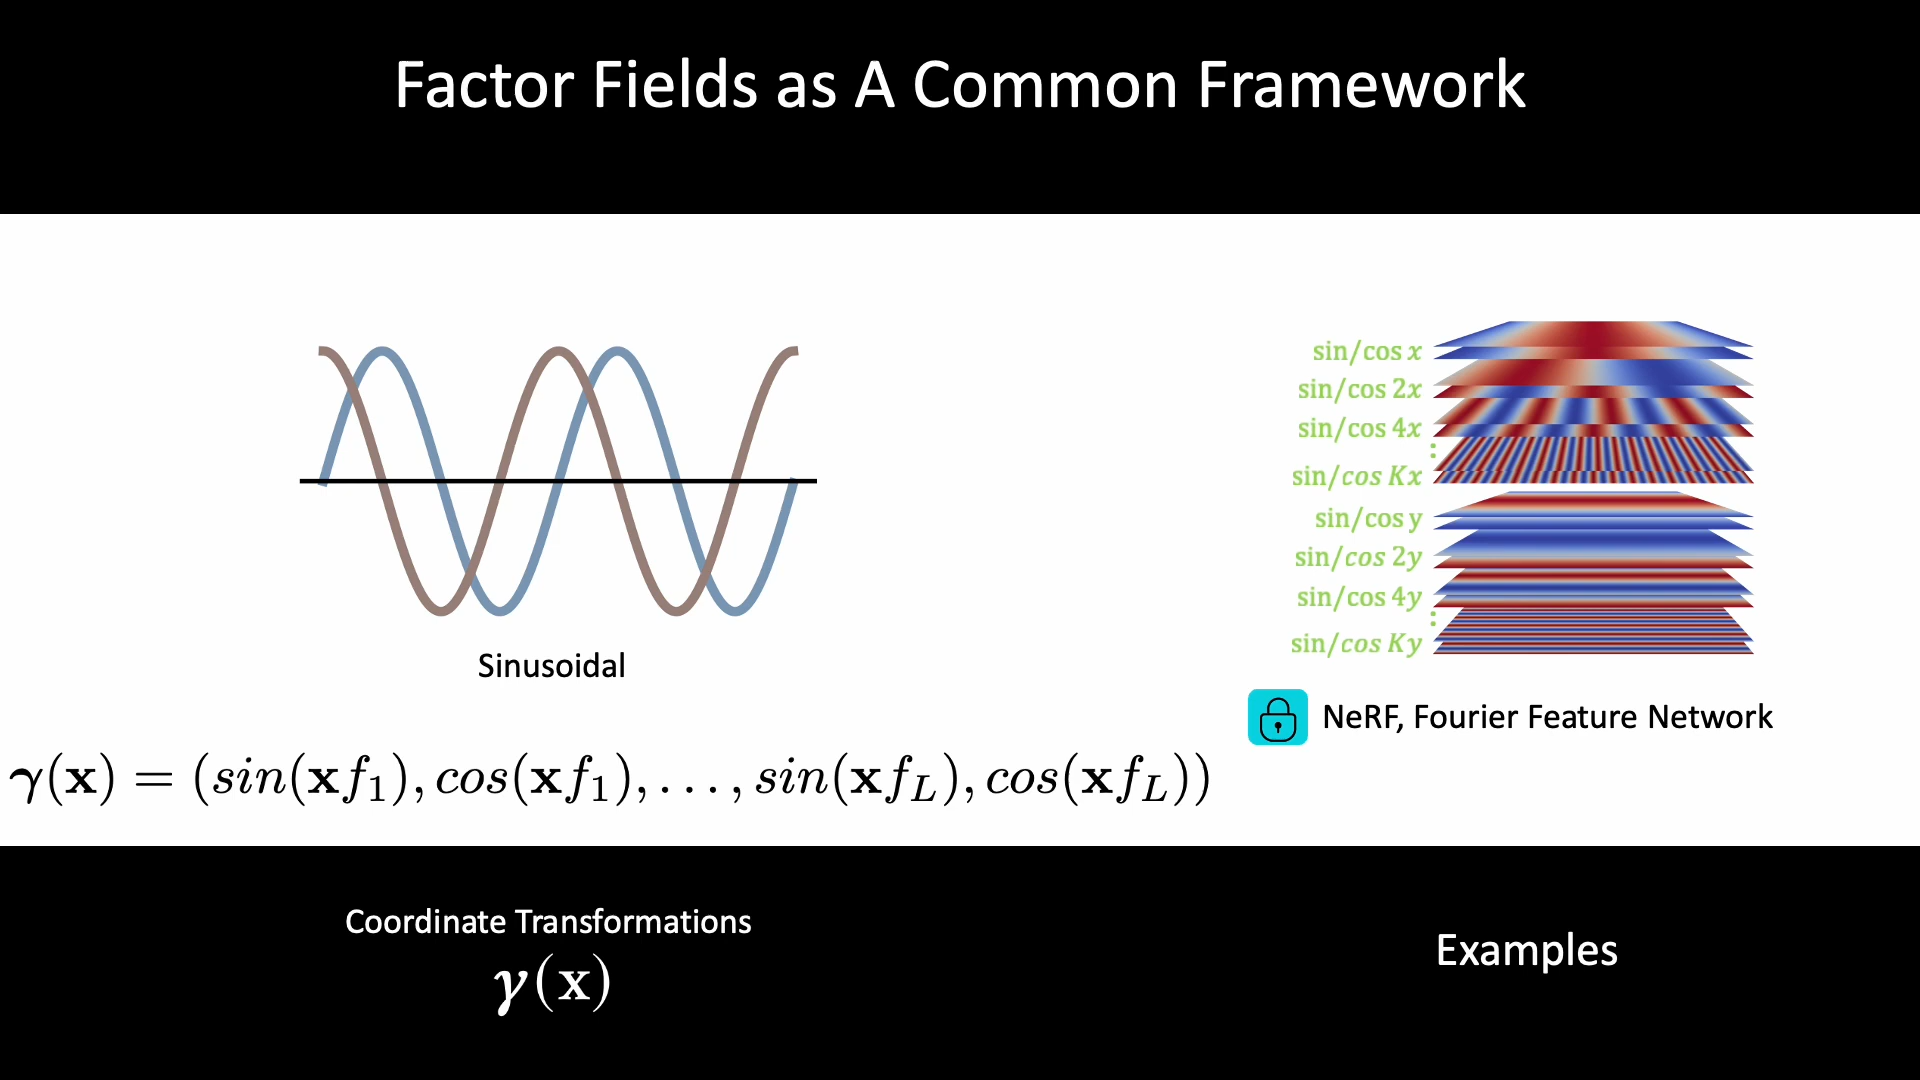 Factor Fields as A Common Framework
sin/cos x
sin/cos 2x
sin/cos 4x
⋮
sin/cos Kx
sin/cos y
sin/cos 2y
sin/cos 4y
⋮
sin/cos Ky
Sinusoidal
NeRF, Fourier Feature Network
γ(x) = (sin(xf₁), cos(xf₁), . . . , sin(xf_L), cos(xf_L))
Coordinate Transformations
γ(x)
Examples